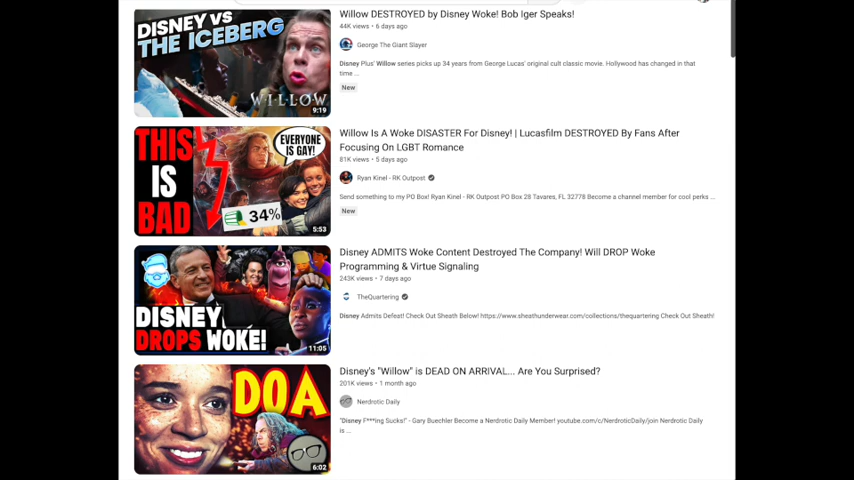 DISNEY VS
THE ICEBERG
WILLOW
9:19
Willow DESTROYED by Disney Woke! Bob Iger Speaks!
44K views • 6 days ago
George The Giant Slayer
Disney Plus' Willow series picks up 34 years from George Lucas' original cult classic movie. Hollywood has changed in that
time ...
New
THIS
IS
BAD
EVERYONE
IS GAY!
34%
5:53
Willow Is A Woke DISASTER For Disney! | Lucasfilm DESTROYED By Fans After
Focusing On LGBT Romance
81K views • 5 days ago
Ryan Kinel - RK Outpost
Send something to my PO Box! Ryan Kinel - RK Outpost PO Box 28 Tavares, FL 32778 Become a channel member for cool perks ...
New
DISNEY
DROPS WOKE!
11:05
Disney ADMITS Woke Content Destroyed The Company! Will DROP Woke
Programming & Virtue Signaling
243K views • 7 days ago
TheQuartering
Disney Admits Defeat! Check Out Sheath Below! https://www.sheathunderwear.com/collections/thequartering Check Out Sheath!
DOA
6:02
Disney's "Willow" is DEAD ON ARRIVAL... Are You Surprised?
201K views • 1 month ago
Nerdrotic Daily
"Disney F***ing Sucks!" - Gary Buechler Become a Nerdrotic Daily Member! youtube.com/c/NerdroticDaily/join Nerdrotic Daily
is ...